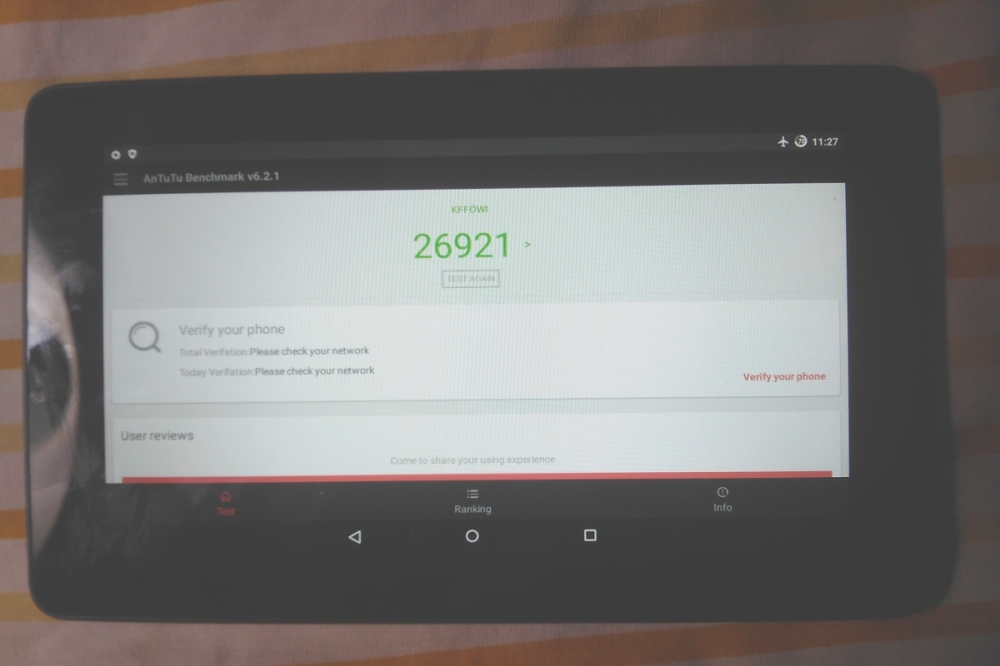 11:27
AnTuTu Benchmark v6.2.1
KFFOWI
26921 >
TEST AGAIN
Verify your phone
Total Verifation:Please check your network
Today Verifation:Please check your network
Verify your phone
User reviews
Come to share your using experience
Test
Ranking
Info